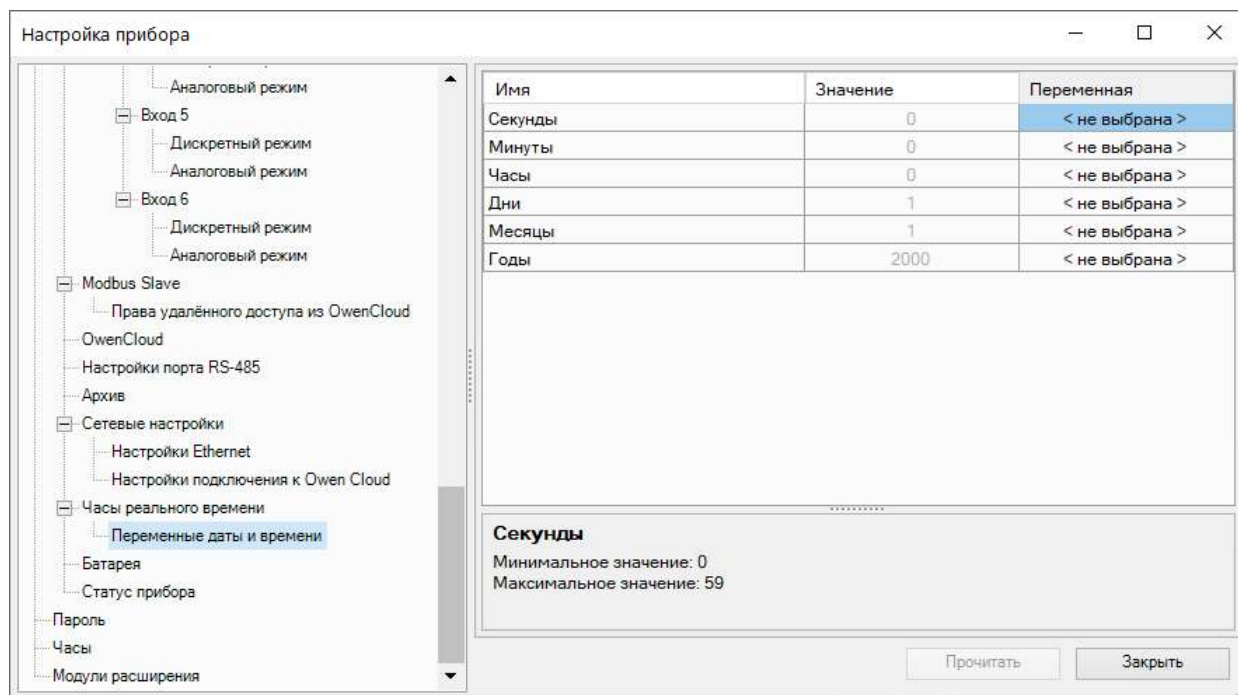 Настройка прибора
Аналоговый режим
Вход 5
Дискретный режим
Аналоговый режим
Вход 6
Дискретный режим
Аналоговый режим
Modbus Slave
Права удалённого доступа из OwenCloud
OwenCloud
Настройки порта RS-485
Архив
Сетевые настройки
Настройки Ethernet
Настройки подключения к Owen Cloud
Часы реального времени
Переменные даты и времени
Батарея
Статус прибора
Пароль
Часы
Модули расширения
Имя Значение Переменная
Секунды 0 < не выбрана >
Минуты 0 < не выбрана >
Часы 0 < не выбрана >
Дни 1 < не выбрана >
Месяцы 1 < не выбрана >
Годы 2000 < не выбрана >
Секунды
Минимальное значение: 0
Максимальное значение: 59
Прочитать Закрыть